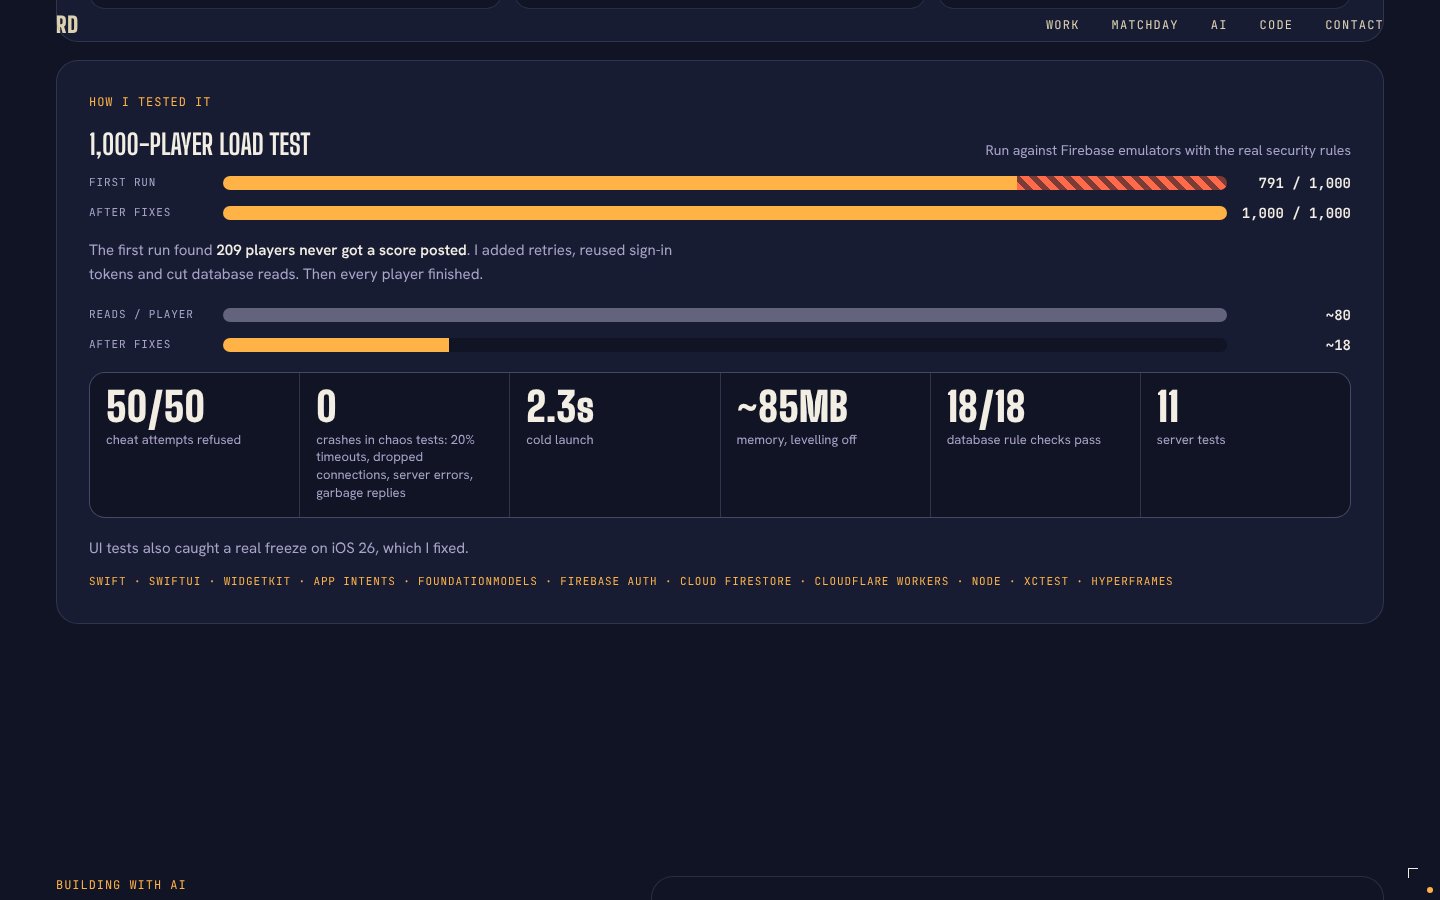 RD
WORK MATCHDAY AI CODE CONTACT
HOW I TESTED IT
1,000-PLAYER LOAD TEST
Run against Firebase emulators with the real security rules
FIRST RUN 791 / 1,000
AFTER FIXES 1,000 / 1,000
The first run found 209 players never got a score posted. I added retries, reused sign-in
tokens and cut database reads. Then every player finished.
READS / PLAYER ~80
AFTER FIXES ~18
50/50
cheat attempts refused
0
crashes in chaos tests: 20%
timeouts, dropped
connections, server errors,
garbage replies
2.3s
cold launch
~85MB
memory, levelling off
18/18
database rule checks pass
11
server tests
UI tests also caught a real freeze on iOS 26, which I fixed.
SWIFT · SWIFTUI · WIDGETKIT · APP INTENTS · FOUNDATIONMODELS · FIREBASE AUTH · CLOUD FIRESTORE · CLOUDFLARE WORKERS · NODE · XCTEST · HYPERFRAMES
BUILDING WITH AI